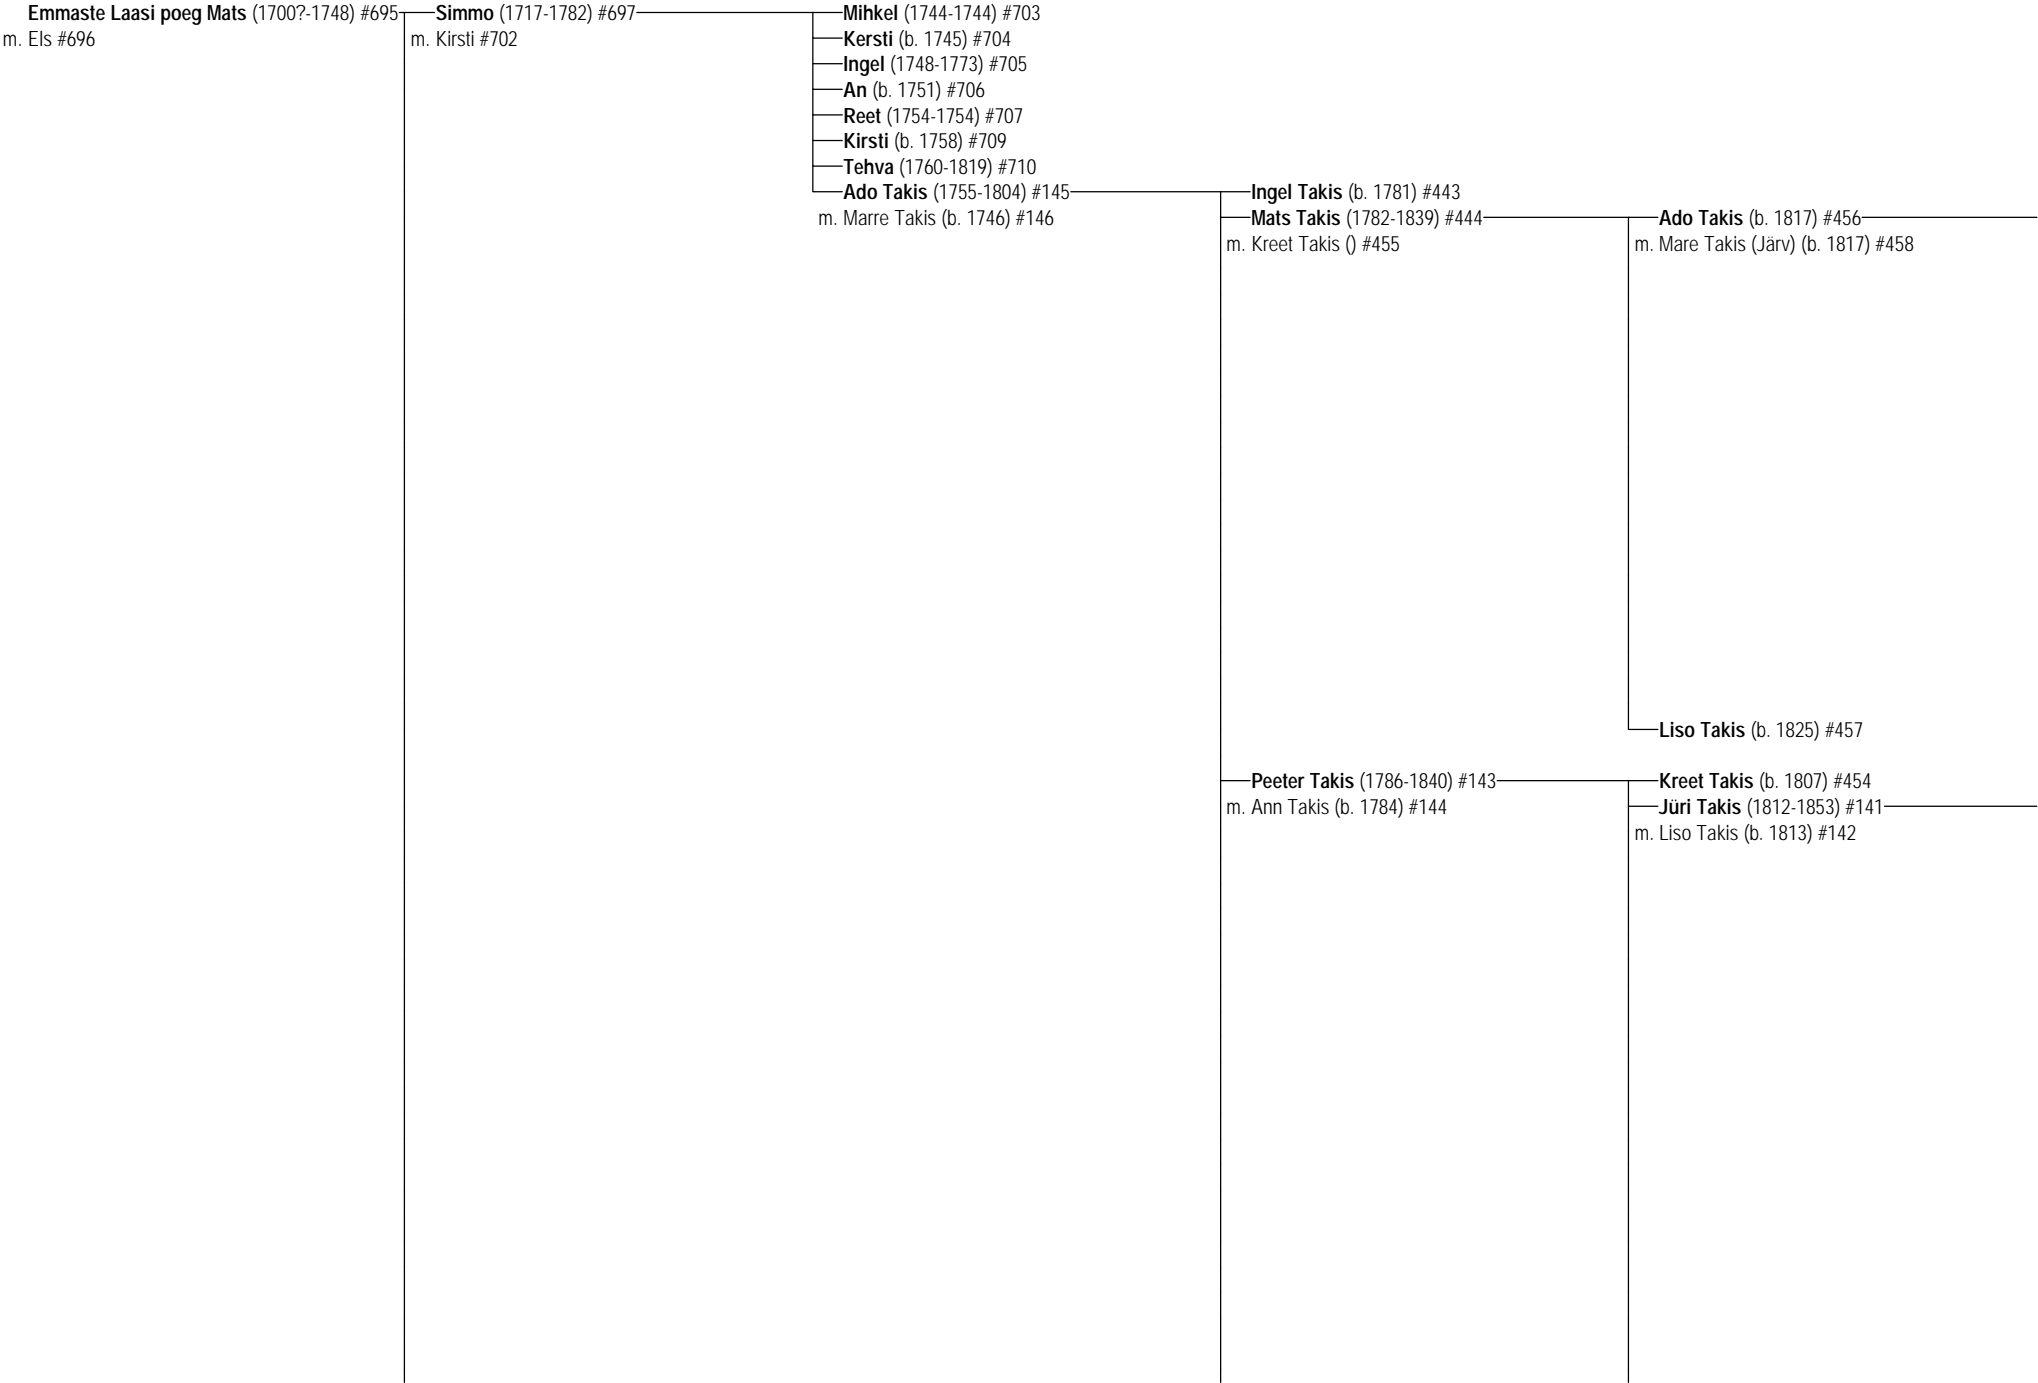 Emmaste Laasi poeg Mats (1700?-1748) #695
m. Els #696
Simmo (1717-1782) #697
m. Kirsti #702
Mihkel (1744-1744) #703
Kersti (b. 1745) #704
Ingel (1748-1773) #705
An (b. 1751) #706
Reet (1754-1754) #707
Kirsti (b. 1758) #709
Tehva (1760-1819) #710
Ado Takis (1755-1804) #145
m. Marre Takis (b. 1746) #146
Ingel Takis (b. 1781) #443
Mats Takis (1782-1839) #444
m. Kreet Takis () #455
Ado Takis (b. 1817) #456
m. Mare Takis (Järv) (b. 1817) #458
Liso Takis (b. 1825) #457
Peeter Takis (1786-1840) #143
m. Ann Takis (b. 1784) #144
Kreet Takis (b. 1807) #454
Jüri Takis (1812-1853) #141
m. Liso Takis (b. 1813) #142